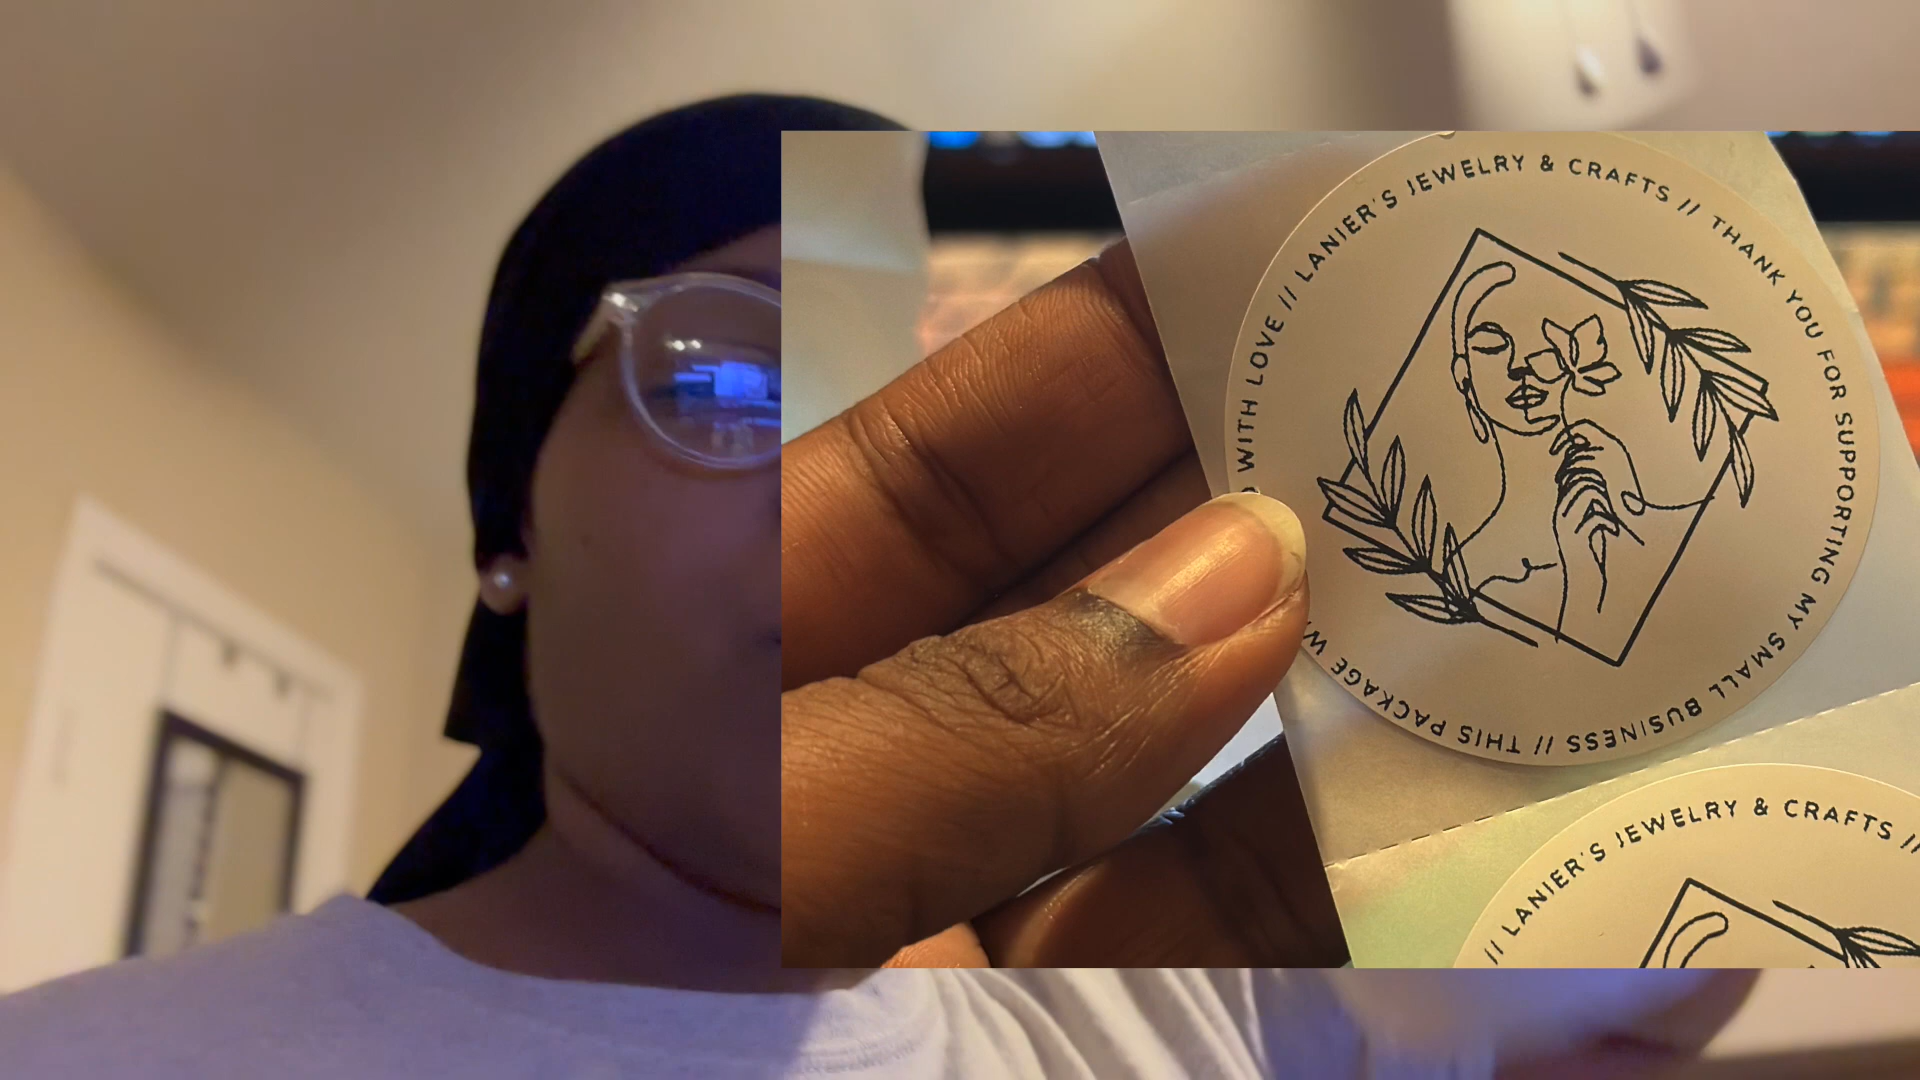 WITH LOVE // LANIER'S JEWELRY & CRAFTS // THANK YOU FOR SUPPORTING MY SMALL BUSINESS // THIS PACKAGE
// LANIER'S JEWELRY & CRAFTS //